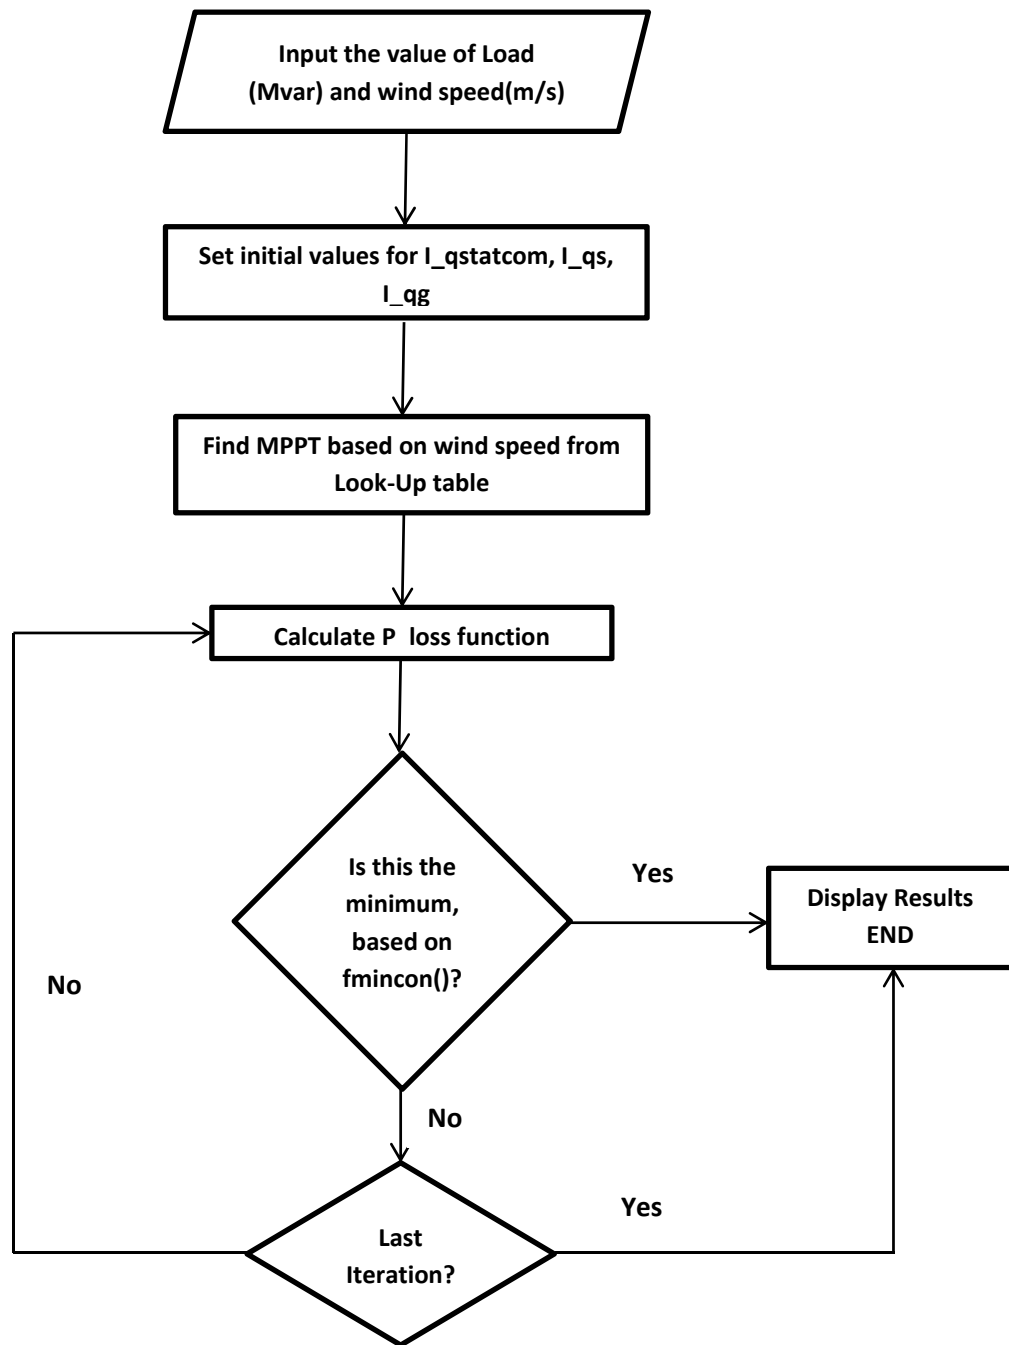 Input the value of Load
(Mvar) and wind speed(m/s)
Set initial values for I_qstatcom, I_qs,
I_qg
Find MPPT based on wind speed from
Look-Up table
Calculate P loss function
Is this the
minimum,
based on
fmincon()?
Yes
Display Results
END
No
No
Last
Iteration?
Yes